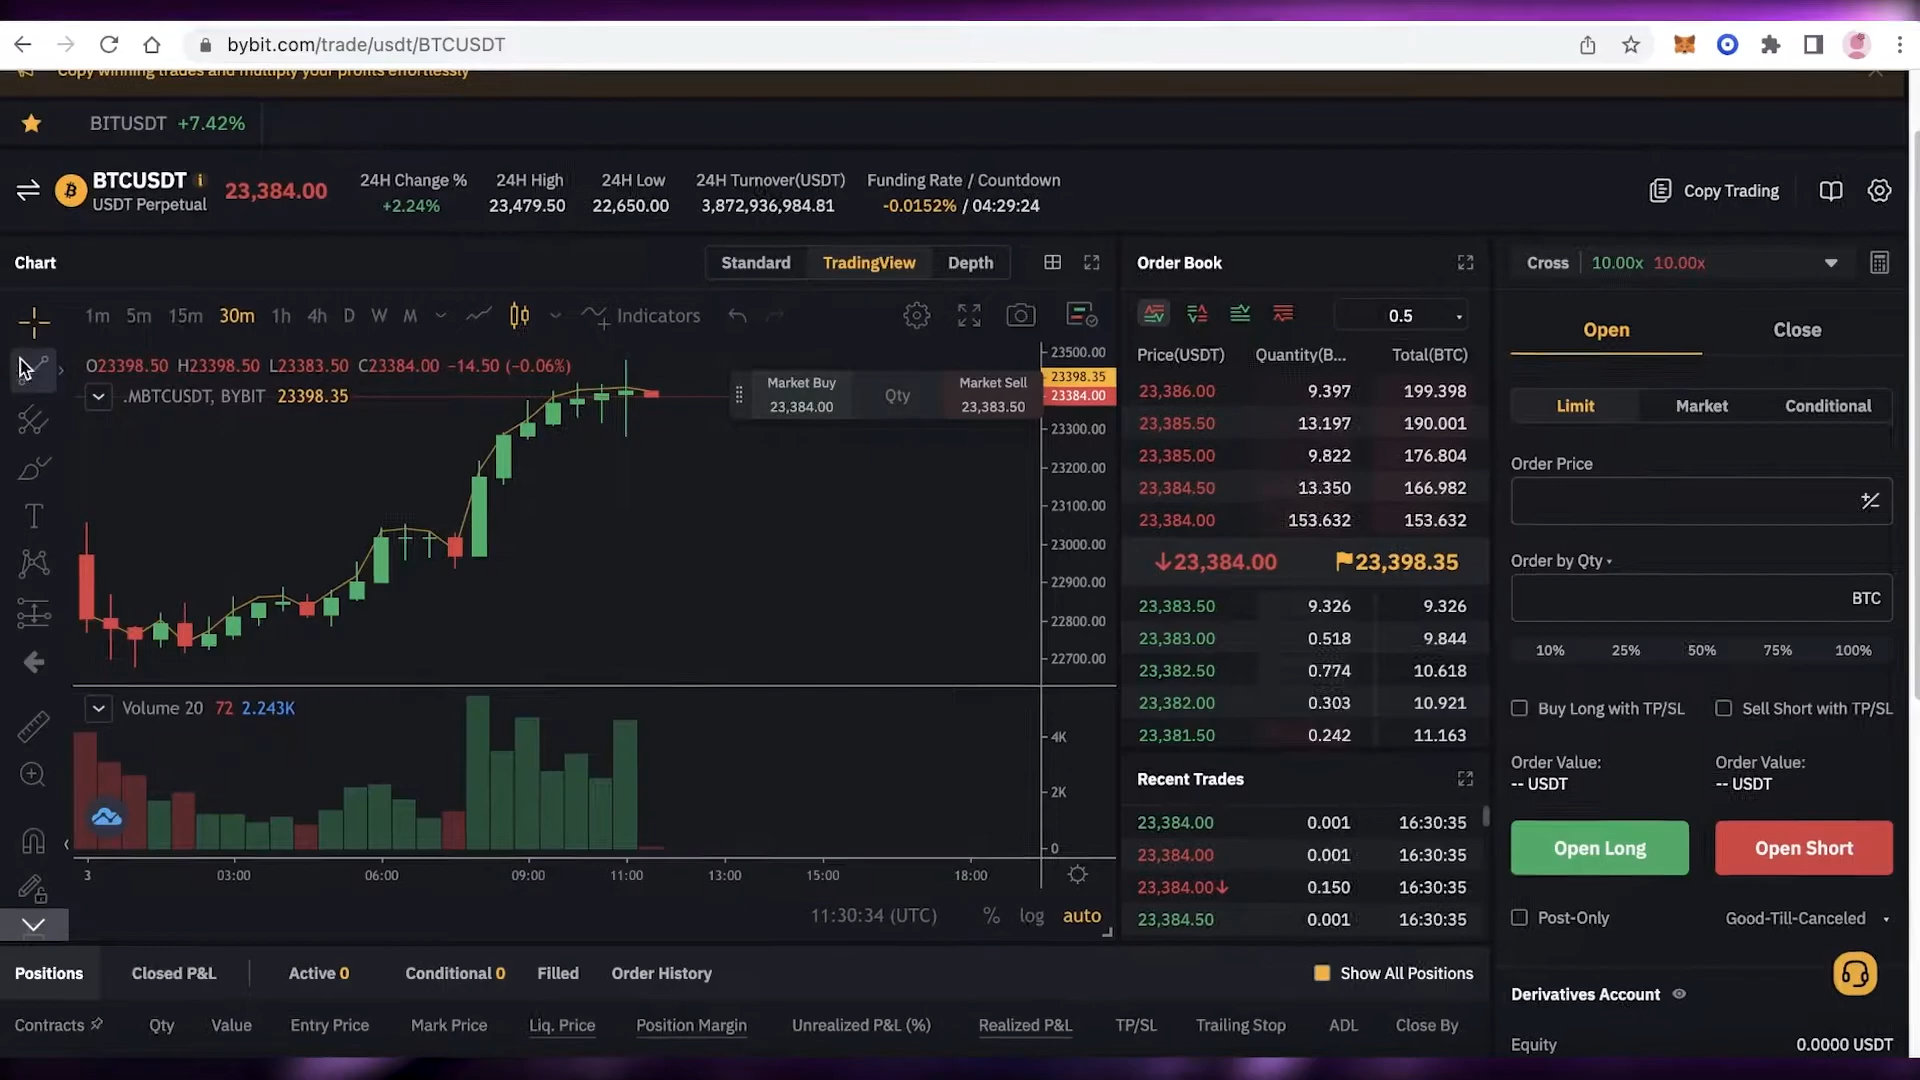 bybit.com/trade/usdt/BTCUSDT
Copy winning trades and multiply your profits effortlessly
BITUSDT +7.42%
BTCUSDT
USDT Perpetual
23,384.00
24H Change %
+2.24%
24H High
23,479.50
24H Low
22,650.00
24H Turnover(USDT)
3,872,936,984.81
Funding Rate / Countdown
-0.0152% / 04:29:24
Copy Trading
Chart
Standard TradingView Depth
1m 5m 15m 30m 1h 4h D W M Indicators
O23398.50 H23398.50 L23383.50 C23384.00 −14.50 (−0.06%)
.MBTCUSDT, BYBIT 23398.35
Market Buy
23,384.00
Qty
Market Sell
23,383.50
23500.00
23398.35
23384.00
23300.00
23200.00
23100.00
23000.00
22900.00
22800.00
22700.00
Volume 20 72 2.243K
4K
2K
0
3 03:00 06:00 09:00 11:00 13:00 15:00 18:00
11:30:34 (UTC) % log auto
Order Book
0.5
Price(USDT) Quantity(B... Total(BTC)
23,386.00 9.397 199.398
23,385.50 13.197 190.001
23,385.00 9.822 176.804
23,384.50 13.350 166.982
23,384.00 153.632 153.632
23,384.00 23,398.35
23,383.50 9.326 9.326
23,383.00 0.518 9.844
23,382.50 0.774 10.618
23,382.00 0.303 10.921
23,381.50 0.242 11.163
Recent Trades
23,384.00 0.001 16:30:35
23,384.00 0.001 16:30:35
23,384.00 0.150 16:30:35
23,384.50 0.001 16:30:35
Cross 10.00x 10.00x
Open Close
Limit Market Conditional
Order Price
Order by Qty
BTC
10% 25% 50% 75% 100%
Buy Long with TP/SL Sell Short with TP/SL
Order Value: Order Value:
-- USDT -- USDT
Open Long Open Short
Post-Only Good-Till-Canceled
Derivatives Account
Equity 0.0000 USDT
Positions Closed P&L Active 0 Conditional 0 Filled Order History Show All Positions
Contracts Qty Value Entry Price Mark Price Liq. Price Position Margin Unrealized P&L (%) Realized P&L TP/SL Trailing Stop ADL Close By